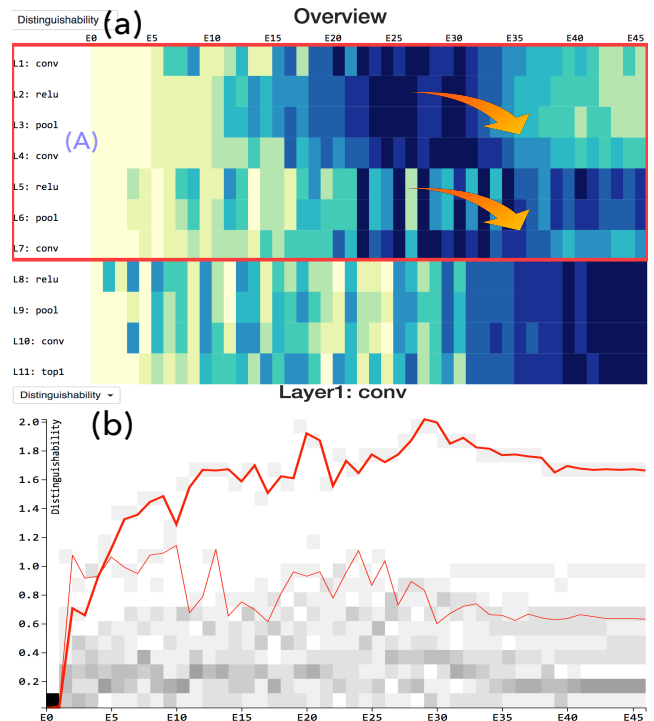 Distinguishability (a) Overview
E0 E5 E10 E15 E20 E25 E30 E35 E40 E45
L1: conv
L2: relu
L3: pool
(A)
L4: conv
L5: relu
L6: pool
L7: conv
L8: relu
L9: pool
L10: conv
L11: top1
Distinguishability Layer1: conv
(b)
Distinguishability
2.0
1.8
1.6
1.4
1.2
1.0
0.8
0.6
0.4
0.2
E0 E5 E10 E15 E20 E25 E30 E35 E40 E45